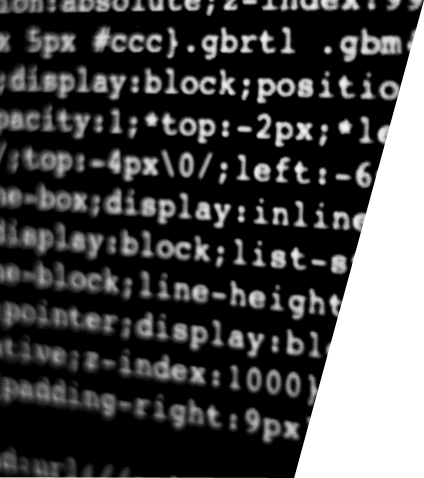 ion:absolute;z-index:99
x 5px #ccc}.gbrtl .gbm
;display:block;positio
pacity:1;*top:-2px;*le
/;top:-4px\0/;left:-6
ne-box;display:inline
display:block;list-s
ne-block;line-height
:pointer;display:bl
ative;z-index:1000}
padding-right:9px
d:url(//